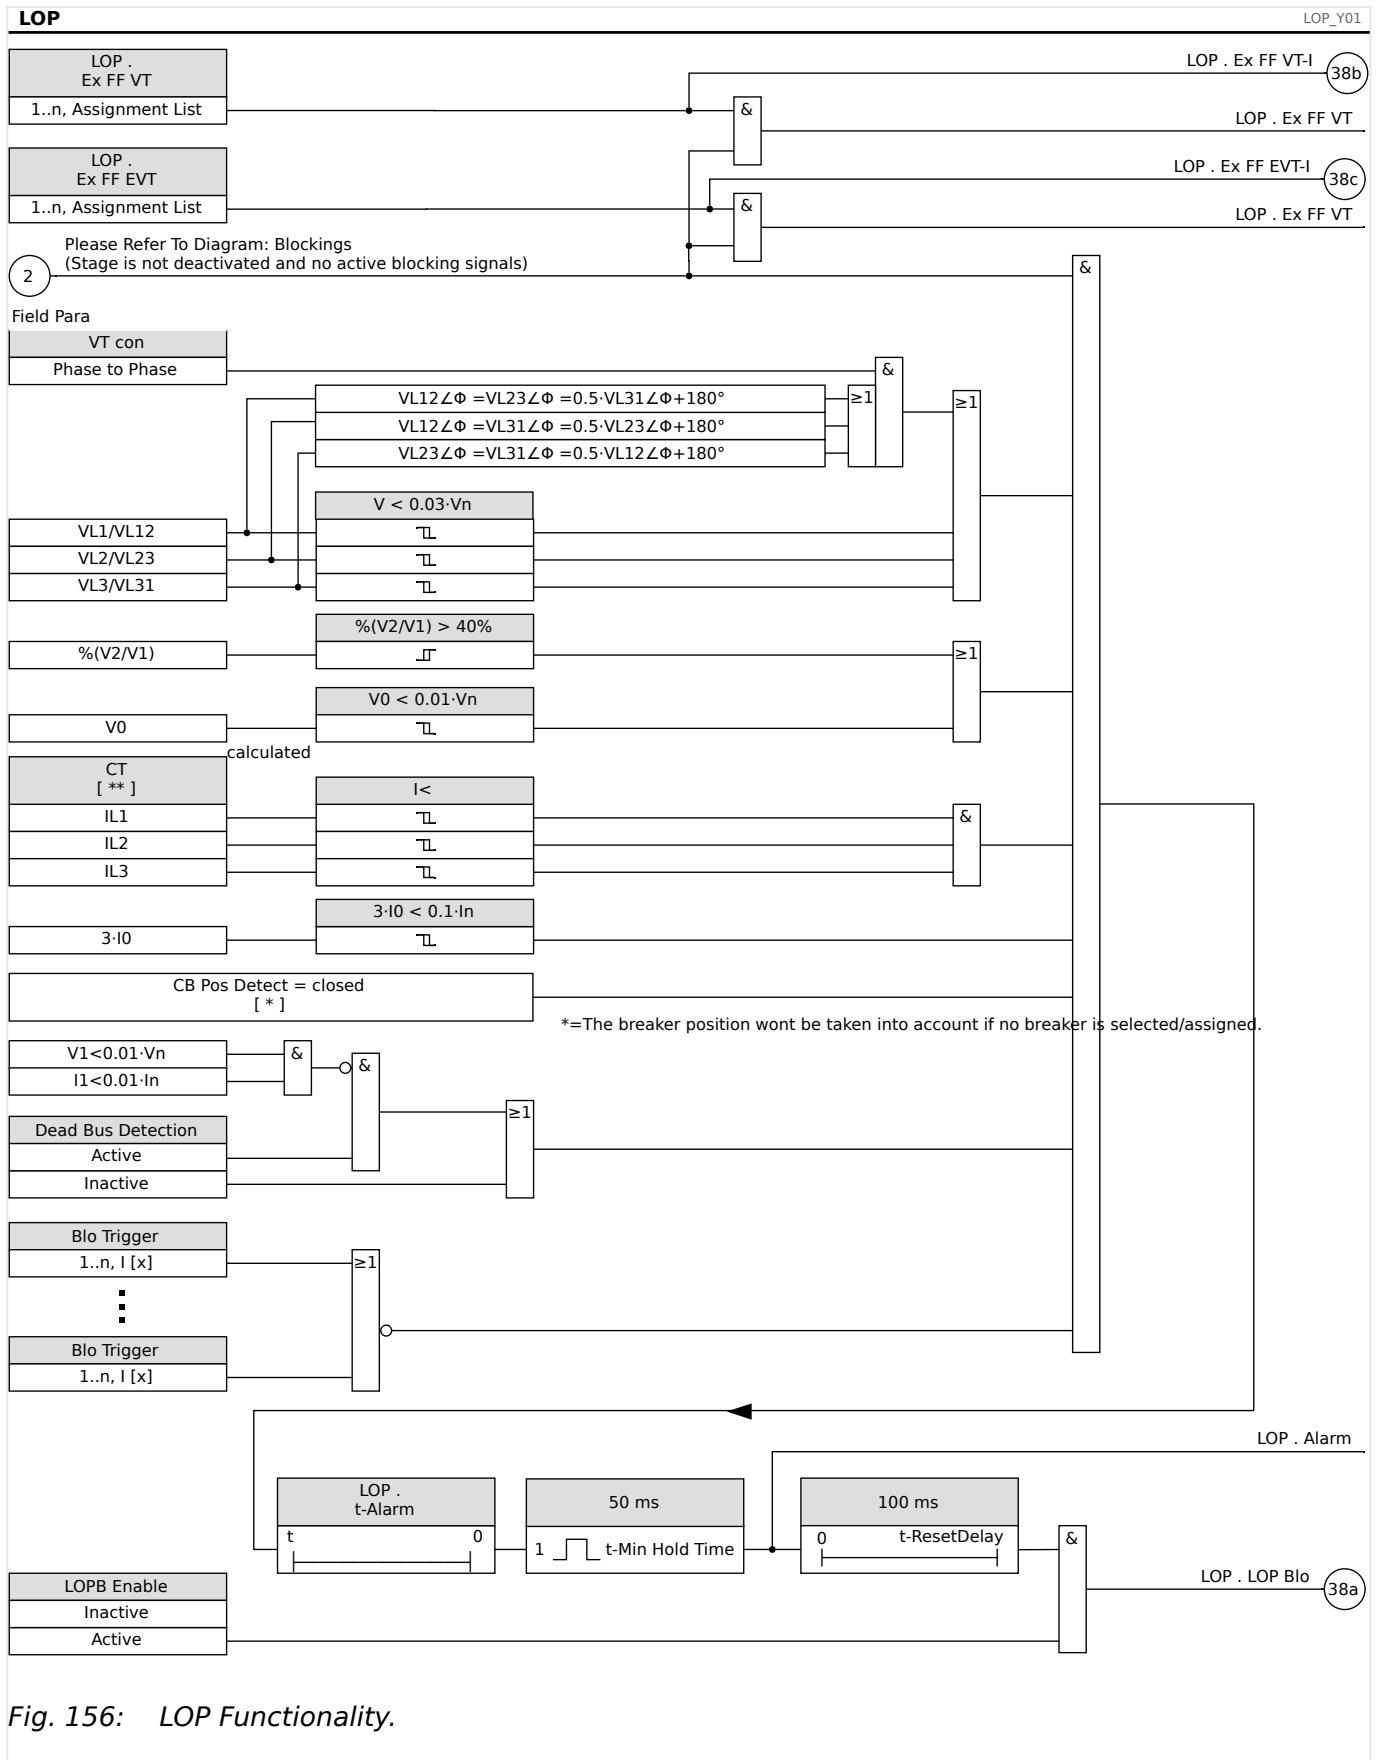 LOP
LOP_Y01
LOP .
Ex FF VT
1..n, Assignment List
LOP . Ex FF VT-I
38b
&
LOP . Ex FF VT
LOP .
Ex FF EVT
1..n, Assignment List
LOP . Ex FF EVT-I
38c
&
LOP . Ex FF VT
Please Refer To Diagram: Blockings
(Stage is not deactivated and no active blocking signals)
2
&
Field Para
VT con
Phase to Phase
&
VL12∠Φ =VL23∠Φ =0.5·VL31∠Φ+180°
≥1
≥1
VL12∠Φ =VL31∠Φ =0.5·VL23∠Φ+180°
VL23∠Φ =VL31∠Φ =0.5·VL12∠Φ+180°
V < 0.03·Vn
VL1/VL12
VL2/VL23
VL3/VL31
%(V2/V1) > 40%
%(V2/V1)
≥1
V0 < 0.01·Vn
V0
calculated
CT
[ ** ]
I<
IL1
&
IL2
IL3
3·I0 < 0.1·In
3·I0
CB Pos Detect = closed
[ * ]
*=The breaker position wont be taken into account if no breaker is selected/assigned.
V1<0.01·Vn
&
&
I1<0.01·In
≥1
Dead Bus Detection
Active
Inactive
Blo Trigger
1..n, I [x]
≥1
Blo Trigger
1..n, I [x]
LOP . Alarm
LOP .
t-Alarm
50 ms
100 ms
t
0
1
t-Min Hold Time
0
t-ResetDelay
&
LOPB Enable
Inactive
Active
LOP . LOP Blo
38a
Fig. 156: LOP Functionality.